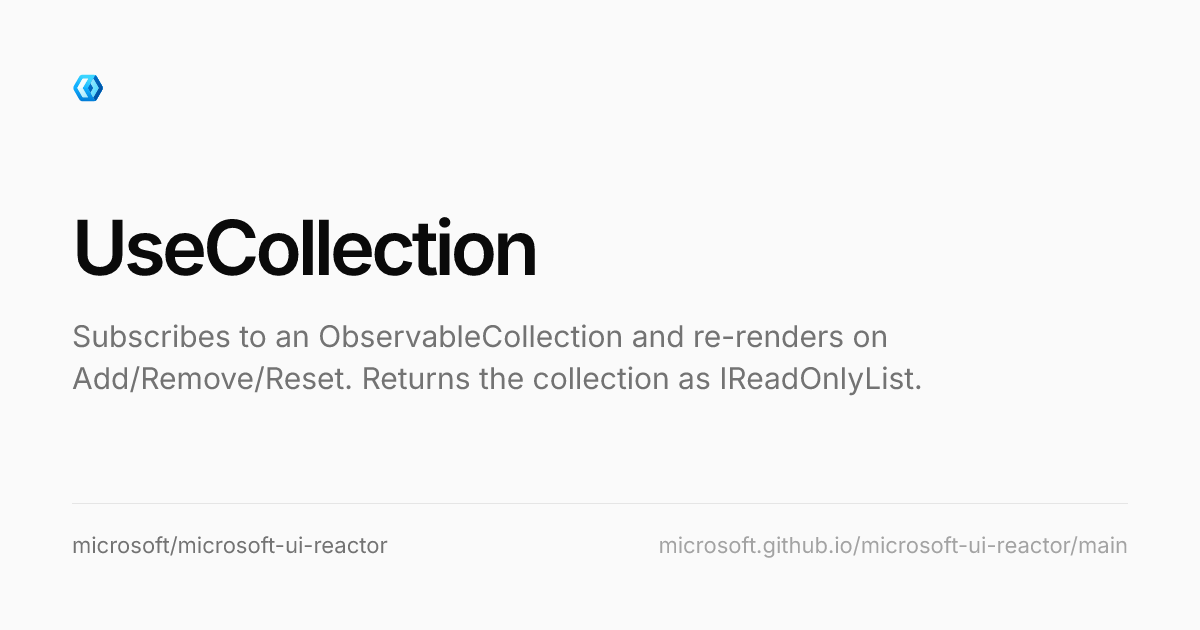 UseCollection
Subscribes to an ObservableCollection and re-renders on
Add/Remove/Reset. Returns the collection as IReadOnlyList.
microsoft/microsoft-ui-reactor
microsoft.github.io/microsoft-ui-reactor/main